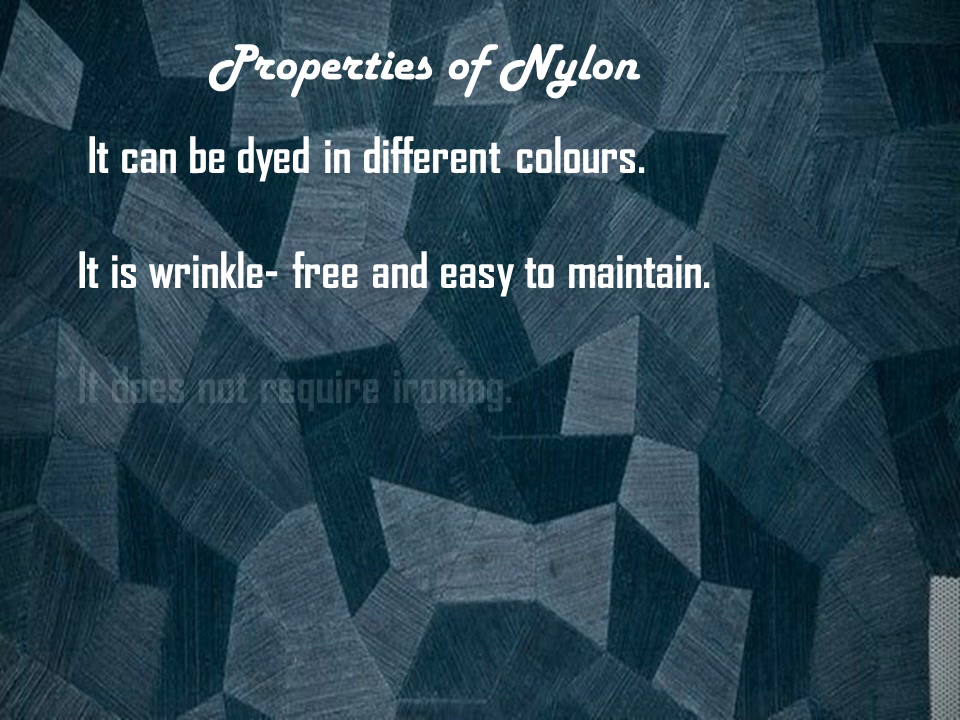 Properties of Nylon
It can be dyed in different colours.
It is wrinkle- free and easy to maintain.
It does not require ironing.